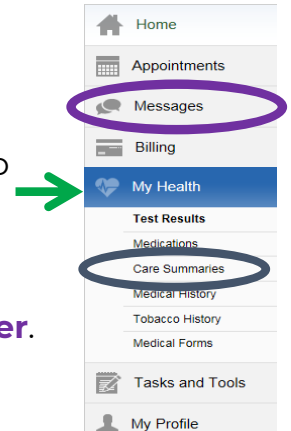 Home
Appointments
Messages
Billing
o
My Health
Test Results
Medications
Care Summaries
Medical History
Tobacco History
er.
Medical Forms
Tasks and Tools
My Profile